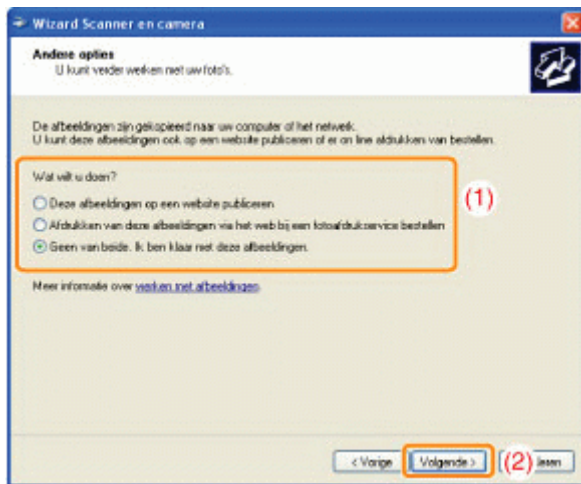 Wizard Scanner en camera
Andere opties
U kunt verder werken met uw foto's.
De afbeeldingen zijn gekopieerd naar uw computer of het netwerk.
U kunt deze afbeeldingen ook op een website publiceren of er on line afdrukken van bestellen.
Wat wilt u doen?
Deze afbeeldingen op een website publiceren
(1)
Afdrukken van deze afbeeldingen via het web bij een fotoafdrukservice bestellen
Geen van beide. Ik ben klaar met deze afbeeldingen.
Meer informatie over werken met afbeeldingen.
< Vorige
Volgende >
(2)